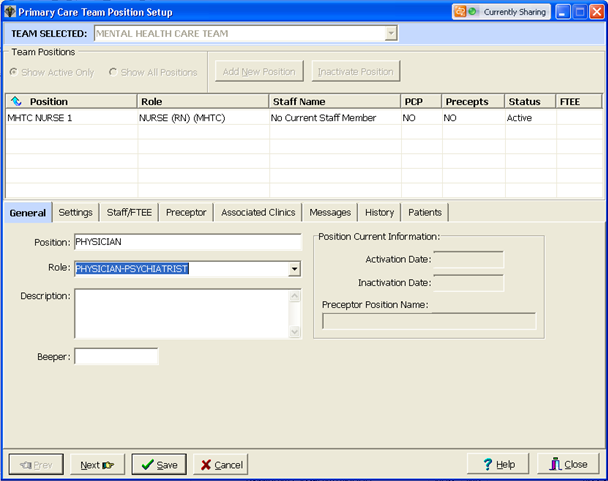 Primary Care Team Position Setup
Currently Sharing
TEAM SELECTED: MENTAL HEALTH CARE TEAM
Team Positions
Show Active Only Show All Positions Add New Position Inactivate Position
Position Role Staff Name PCP Precepts Status FTEE
MHTC NURSE 1 NURSE (RN) (MHTC) No Current Staff Member NO NO Active
General Settings Staff/FTEE Preceptor Associated Clinics Messages History Patients
Position: PHYSICIAN
Role: PHYSICIAN-PSYCHIATRIST
Description:
Beeper:
Position Current Information:
Activation Date:
Inactivation Date:
Preceptor Position Name:
Prev Next Save Cancel Help Close